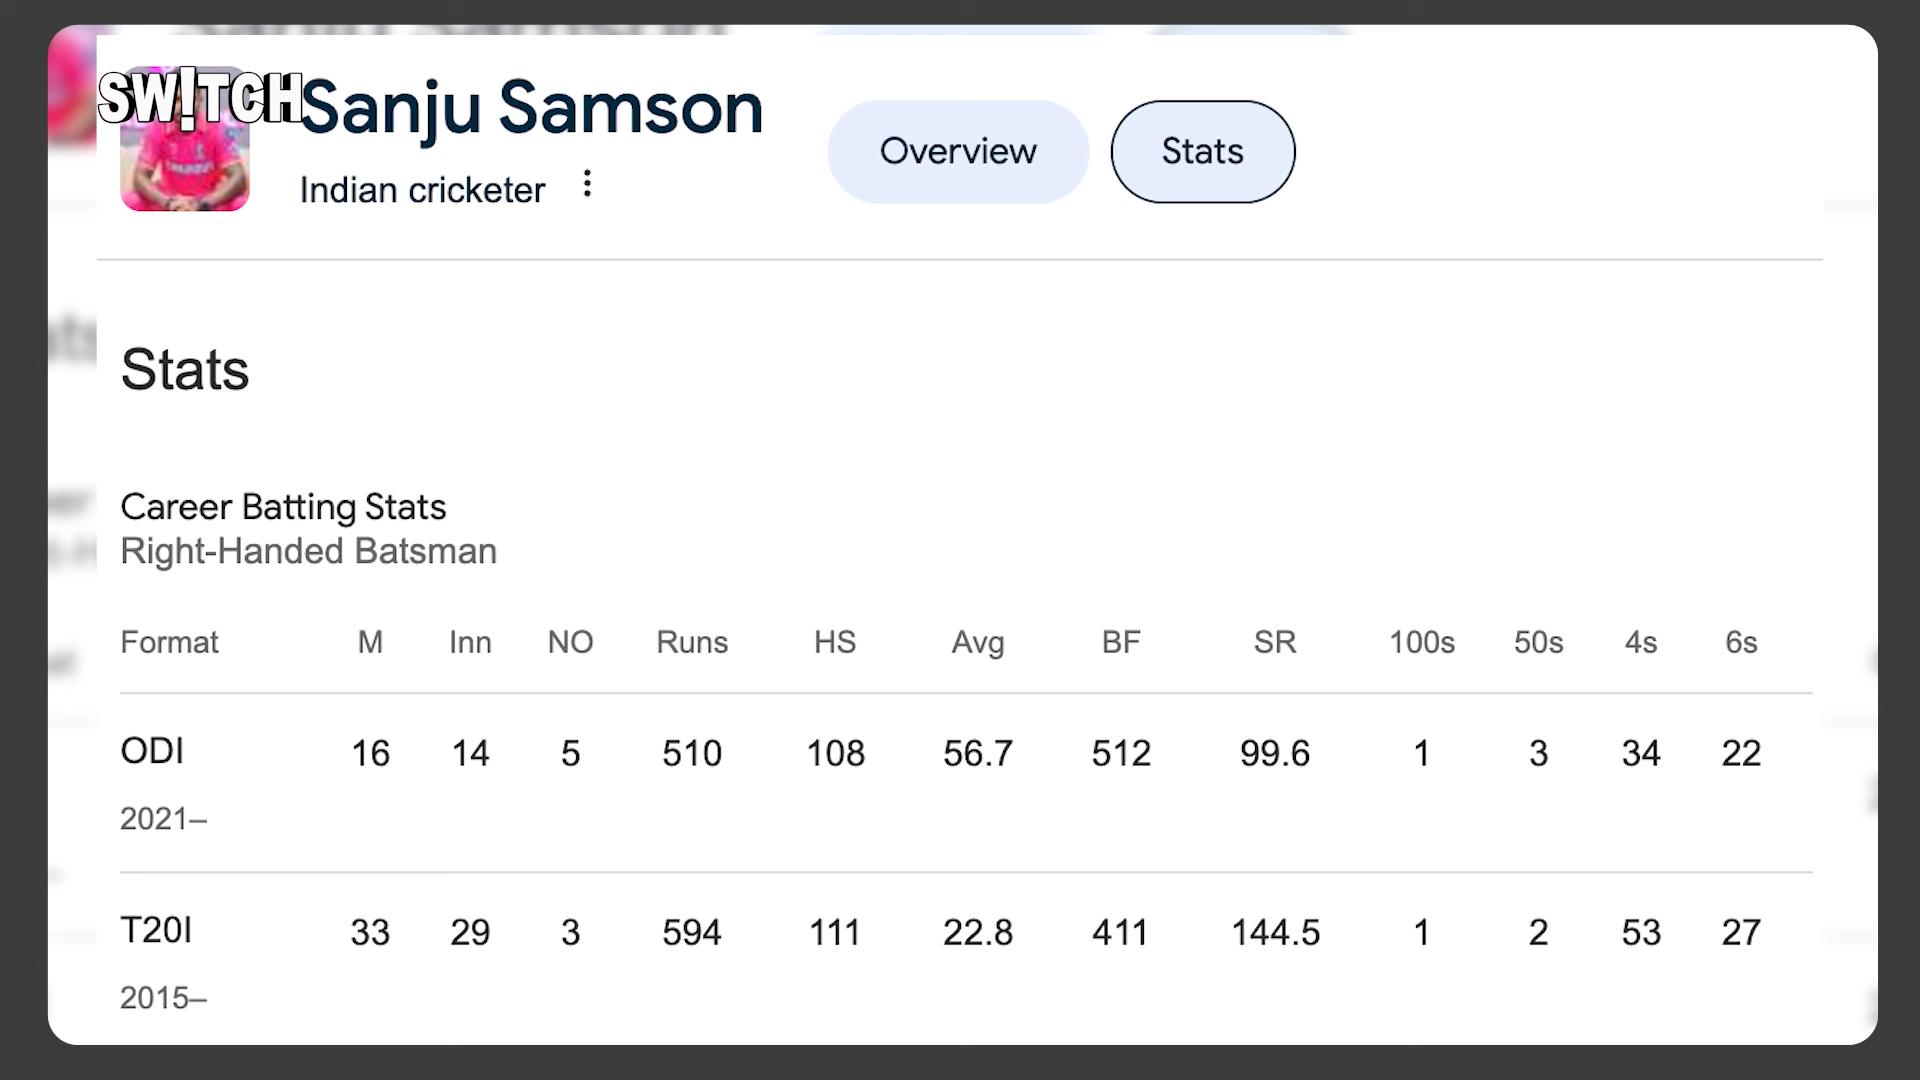 SW!TCH
Sanju Samson
Indian cricketer
Overview
Stats
Stats
Career Batting Stats
Right-Handed Batsman
Format M Inn NO Runs HS Avg BF SR 100s 50s 4s 6s
ODI 16 14 5 510 108 56.7 512 99.6 1 3 34 22
2021–
T20I 33 29 3 594 111 22.8 411 144.5 1 2 53 27
2015–